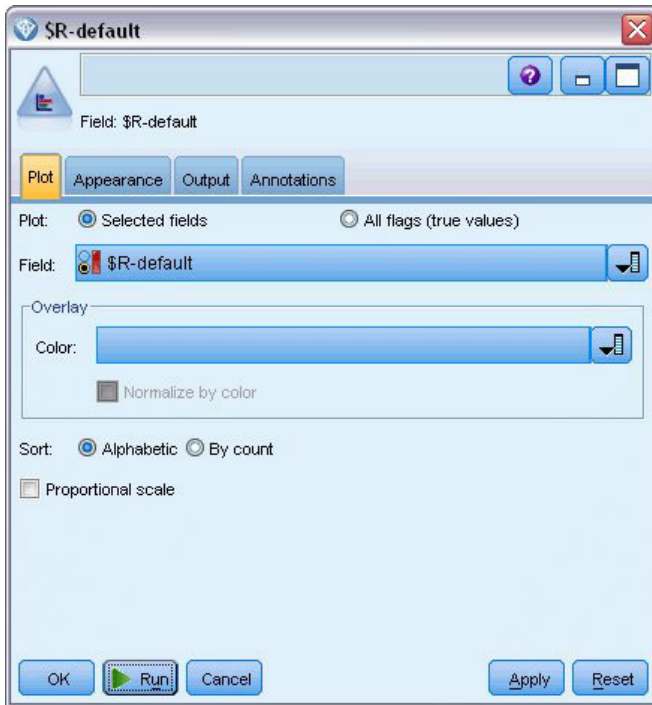 $R-default
Field: $R-default
Plot Appearance Output Annotations
Plot: Selected fields All flags (true values)
Field: $R-default
Overlay
Color:
Normalize by color
Sort: Alphabetic By count
Proportional scale
OK Run Cancel Apply Reset